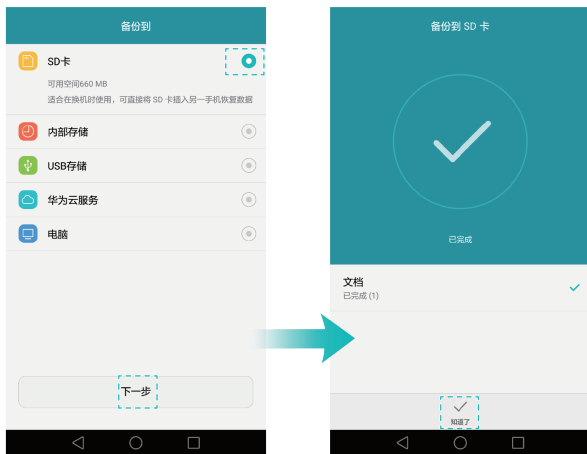 备份到
SD卡
可用空间660 MB
适合在换机时使用，可直接将 SD 卡插入另一手机恢复数据
内部存储
USB存储
华为云服务
电脑
下一步
备份到 SD 卡
已完成
文档
已完成 (1)
知道了